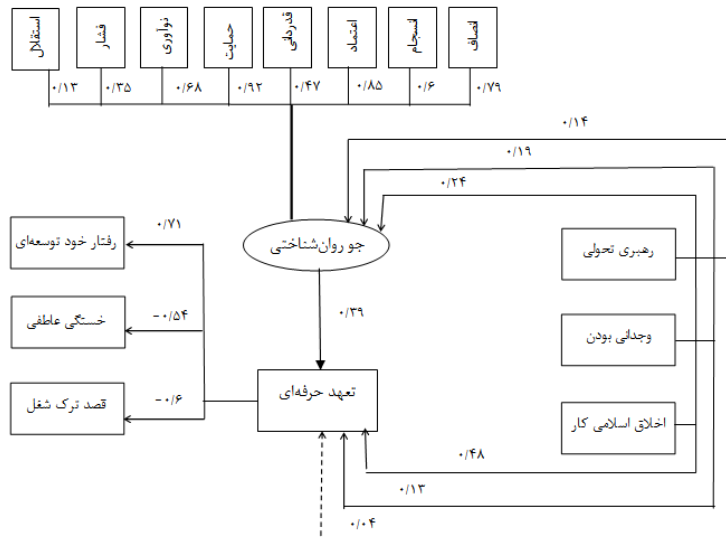 استقلال
فشار
نوآوری
حمایت
قدردانی
اعتماد
انسجام
انصاف
۰/۱۳
۰/۳۵
۰/۶۸
۰/۹۲
۰/۴۷
۰/۸۵
۰/۶
۰/۷۹
۰/۱۴
۰/۱۹
۰/۲۴
۰/۷۱
رفتار خود توسعه‌ای
جو روان‌شناختی
رهبری تحولی
-۰/۵۴
خستگی عاطفی
۰/۳۹
وجدانی بودن
-۰/۶
قصد ترک شغل
تعهد حرفه‌ای
اخلاق اسلامی کار
۰/۴۸
۰/۱۳
۰/۰۴